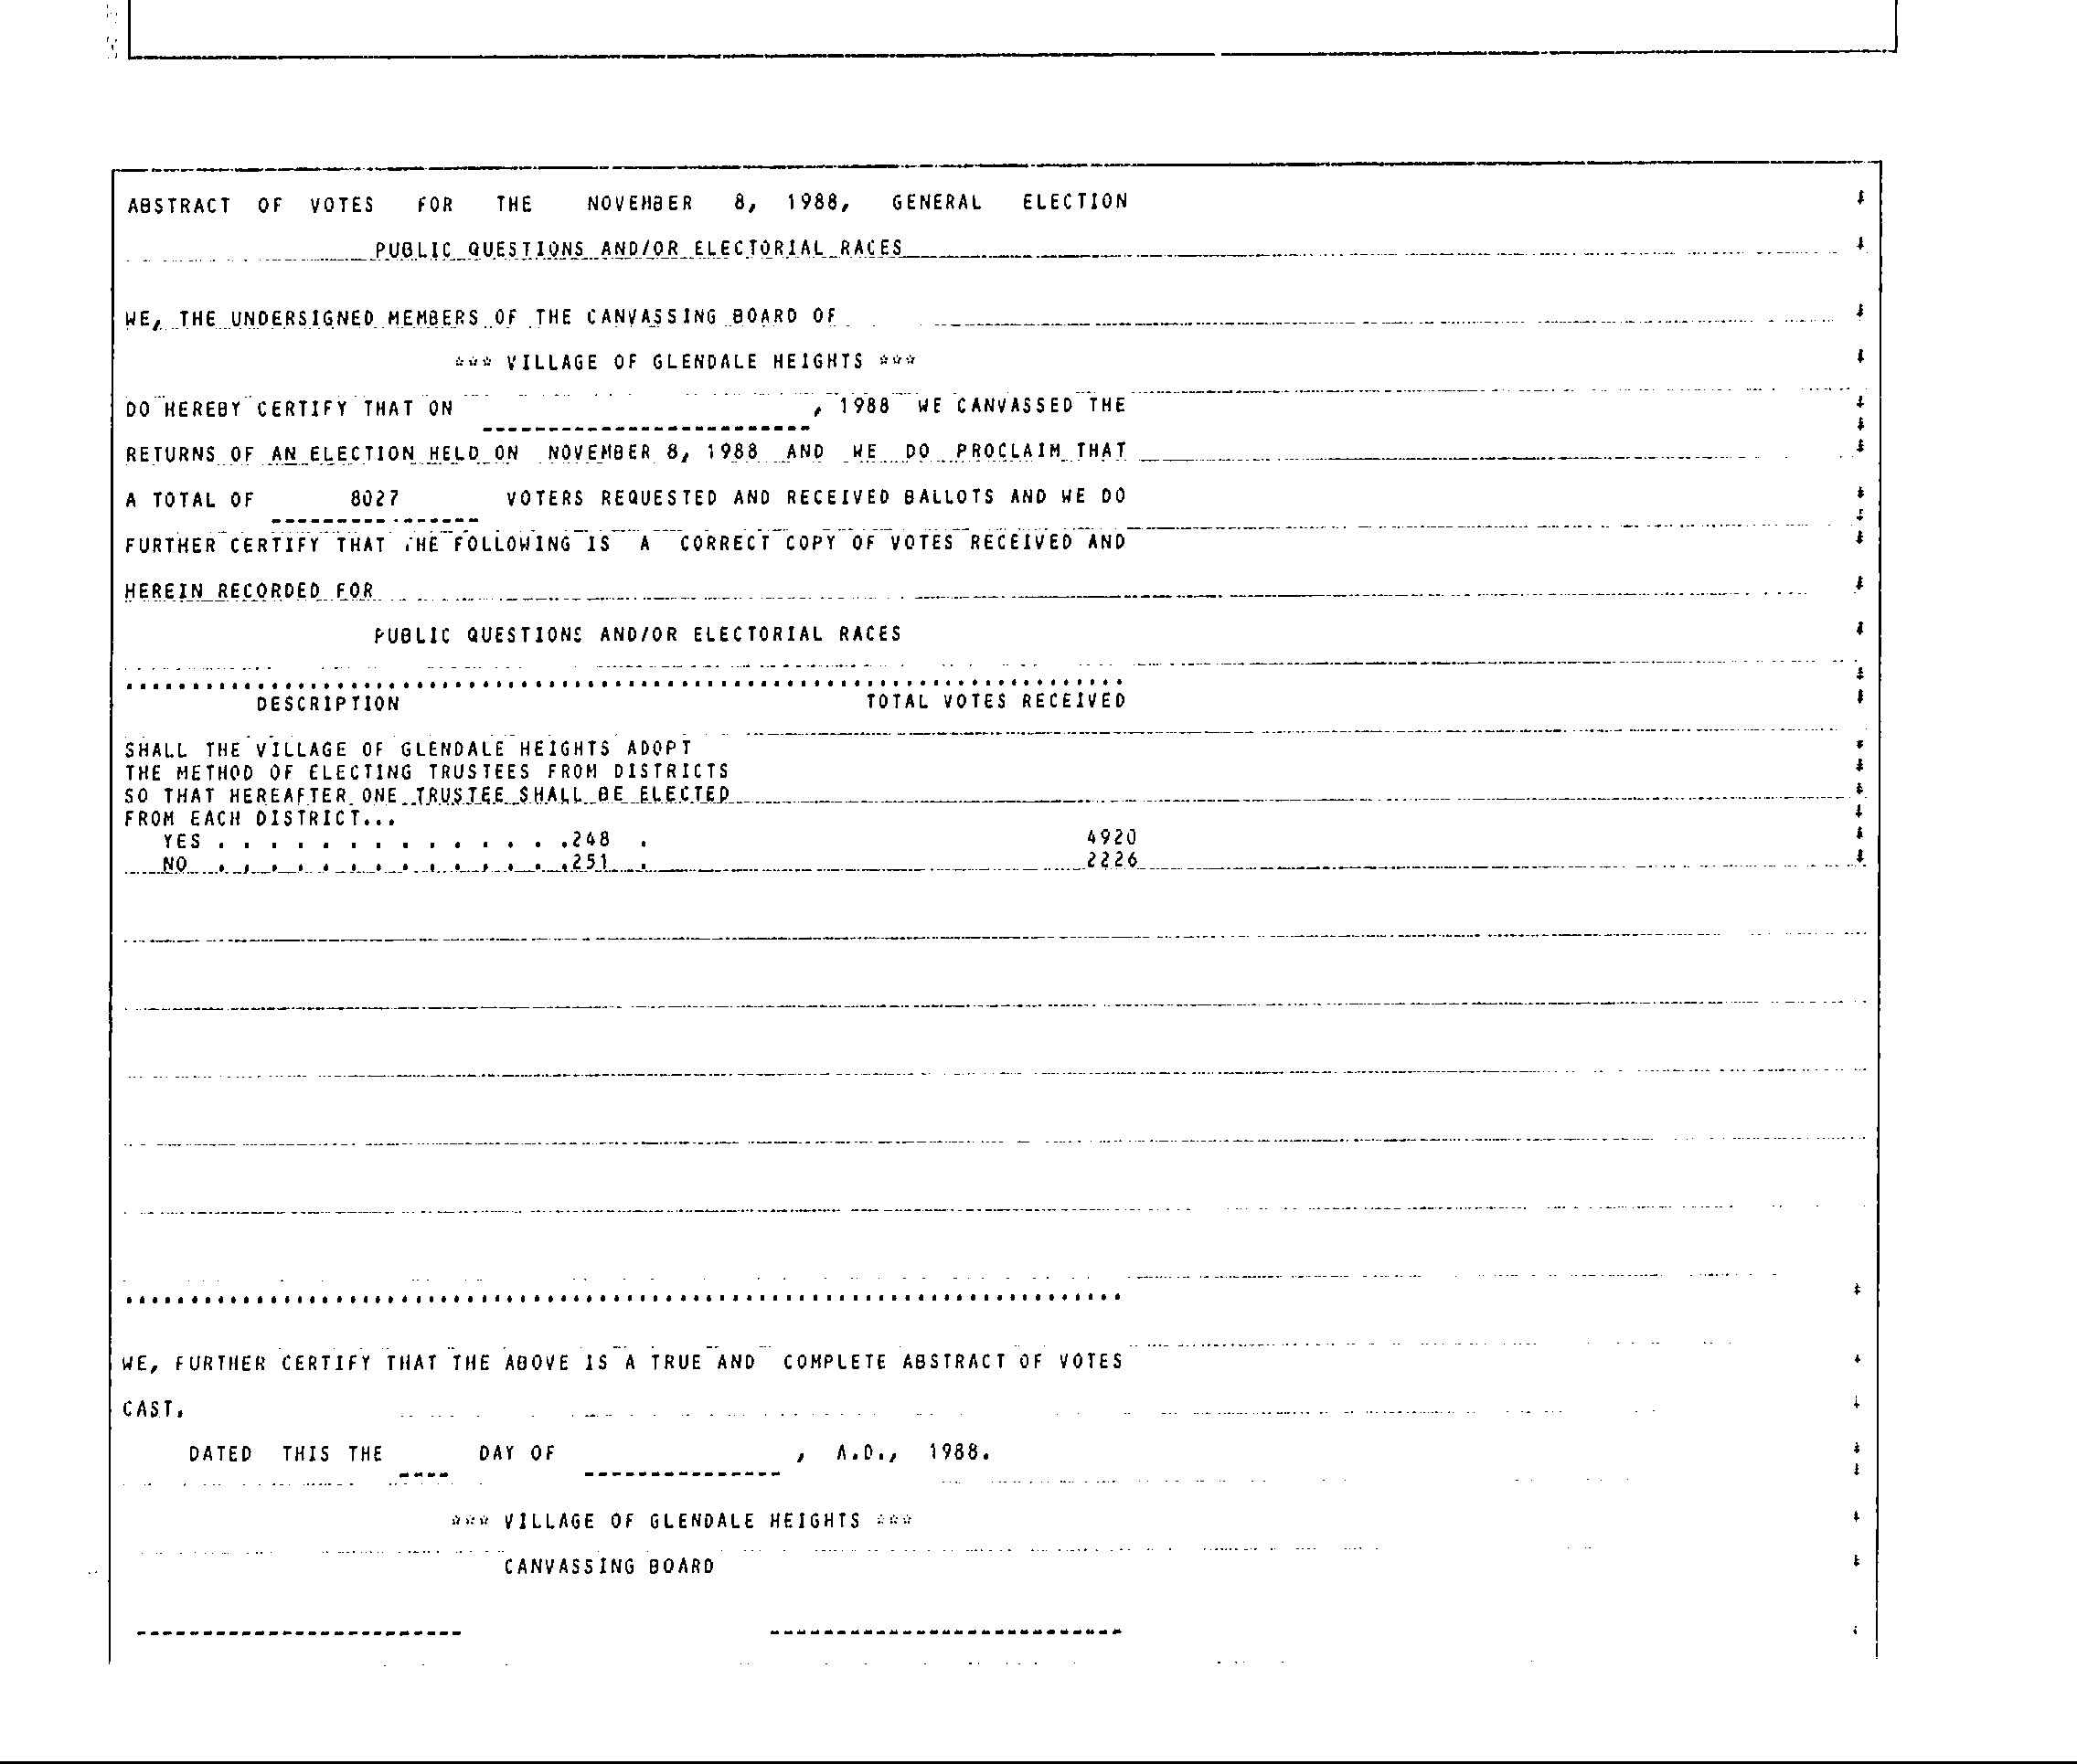 ABSTRACT OF VOTES FOR THE NOVEMBER 8, 1988, GENERAL ELECTION
PUBLIC QUESTIONS AND/OR ELECTORIAL RACES
WE, THE UNDERSIGNED MEMBERS OF THE CANVASSING BOARD OF
*** VILLAGE OF GLENDALE HEIGHTS ***
DO HEREBY CERTIFY THAT ON , 1988 WE CANVASSED THE
RETURNS OF AN ELECTION HELD ON NOVEMBER 8, 1988 AND WE DO PROCLAIM THAT
A TOTAL OF 8027 VOTERS REQUESTED AND RECEIVED BALLOTS AND WE DO
FURTHER CERTIFY THAT THE FOLLOWING IS A CORRECT COPY OF VOTES RECEIVED AND
HEREIN RECORDED FOR
PUBLIC QUESTIONS AND/OR ELECTORIAL RACES
DESCRIPTION TOTAL VOTES RECEIVED
SHALL THE VILLAGE OF GLENDALE HEIGHTS ADOPT
THE METHOD OF ELECTING TRUSTEES FROM DISTRICTS
SO THAT HEREAFTER ONE TRUSTEE SHALL BE ELECTED
FROM EACH DISTRICT...
YES . . . . . . . . . . . . . .248 . 4920
NO . . . . . . . . . . . . . .251 . 2226
WE, FURTHER CERTIFY THAT THE ABOVE IS A TRUE AND COMPLETE ABSTRACT OF VOTES
CAST.
DATED THIS THE ---- DAY OF --------------- , A.D., 1988.
*** VILLAGE OF GLENDALE HEIGHTS ***
CANVASSING BOARD